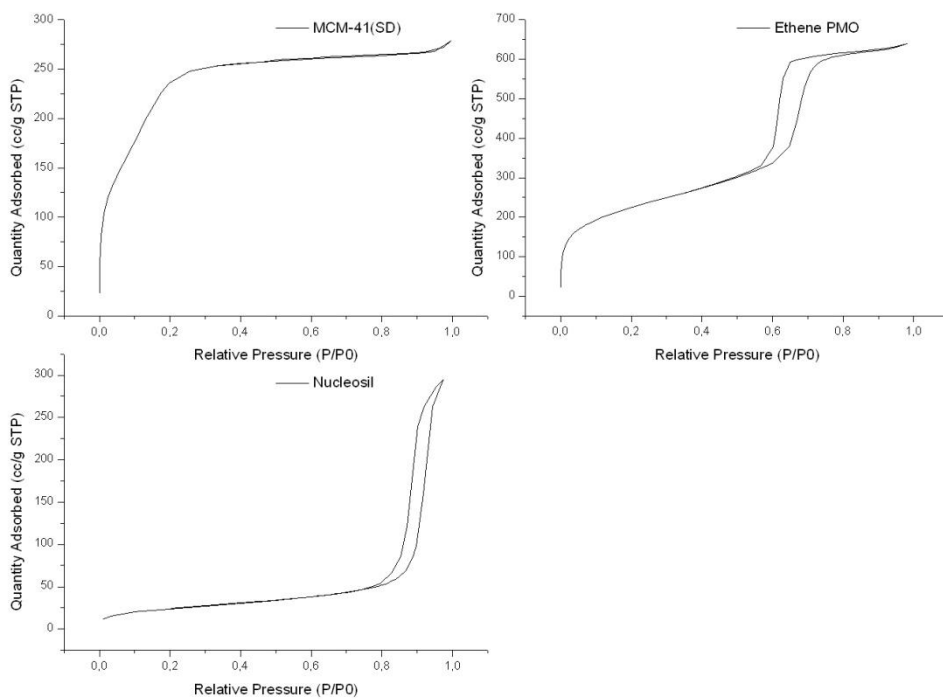 MCM-41(SD)
Quantity Adsorbed (cc/g STP)
300
250
200
150
100
50
0
0,0 0,2 0,4 0,6 0,8 1,0
Relative Pressure (P/P0)
Ethene PMO
Quantity Adsorbed (cc/g STP)
700
600
500
400
300
200
100
0
0,0 0,2 0,4 0,6 0,8 1,0
Relative Pressure (P/P0)
Nucleosil
Quantity Adsorbed (cc/g STP)
300
250
200
150
100
50
0
0,0 0,2 0,4 0,6 0,8 1,0
Relative Pressure (P/P0)